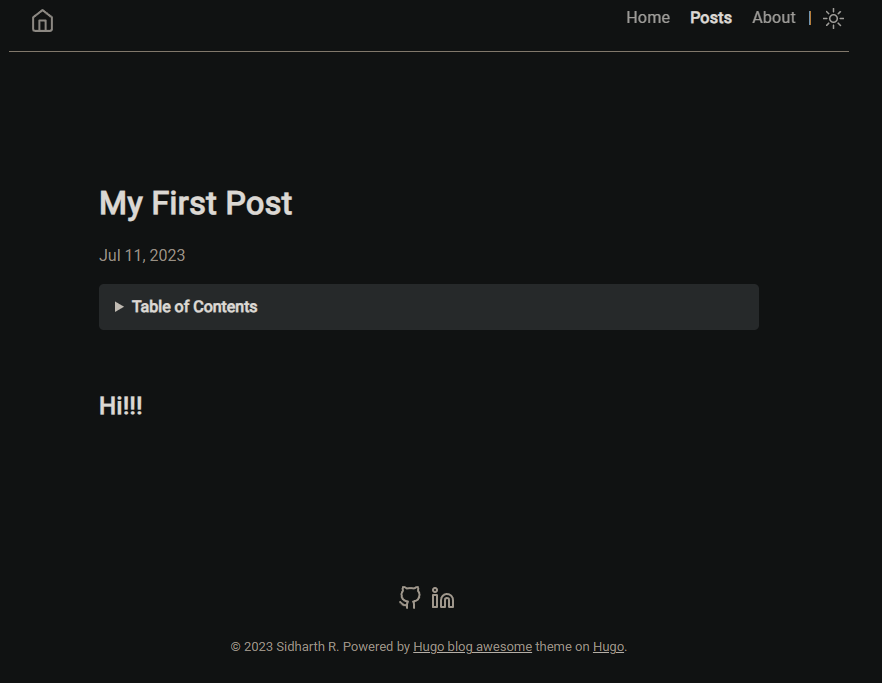 Home Posts About |
My First Post
Jul 11, 2023
Table of Contents
Hi!!!
© 2023 Sidharth R. Powered by Hugo blog awesome theme on Hugo.